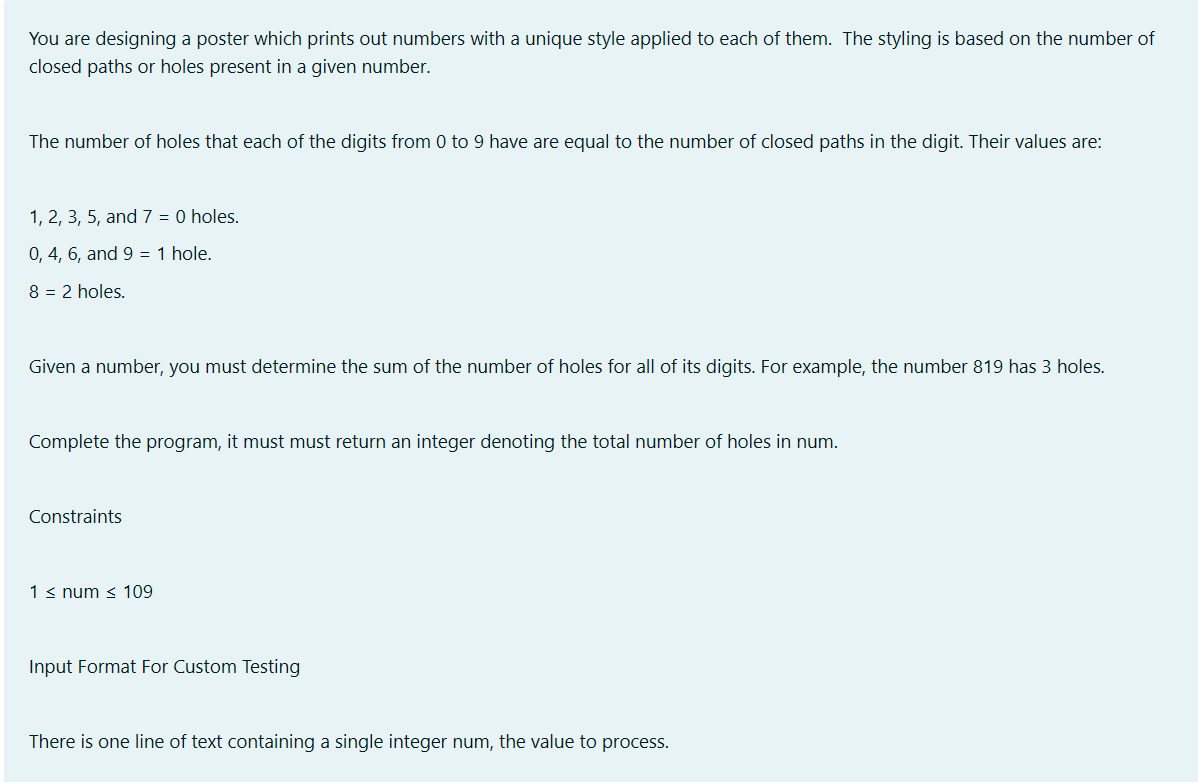 You are designing a poster which prints out numbers with a unique style applied to each of them.  The styling is based on the number of
closed paths or holes present in a given number.
The number of holes that each of the digits from 0 to 9 have are equal to the number of closed paths in the digit. Their values are:
1, 2, 3, 5, and 7 = 0 holes.
0, 4, 6, and 9 = 1 hole.
8 = 2 holes.
Given a number, you must determine the sum of the number of holes for all of its digits. For example, the number 819 has 3 holes.
Complete the program, it must must return an integer denoting the total number of holes in num.
Constraints
1 ≤ num ≤ 109
Input Format For Custom Testing
There is one line of text containing a single integer num, the value to process.